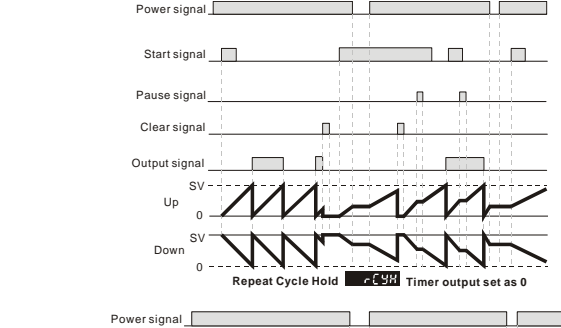 Power signal
Start signal
Pause signal
Clear signal
Output signal
SV
Up
0
SV
Down
0
Repeat Cycle Hold rCYH Timer output set as 0
Power signal